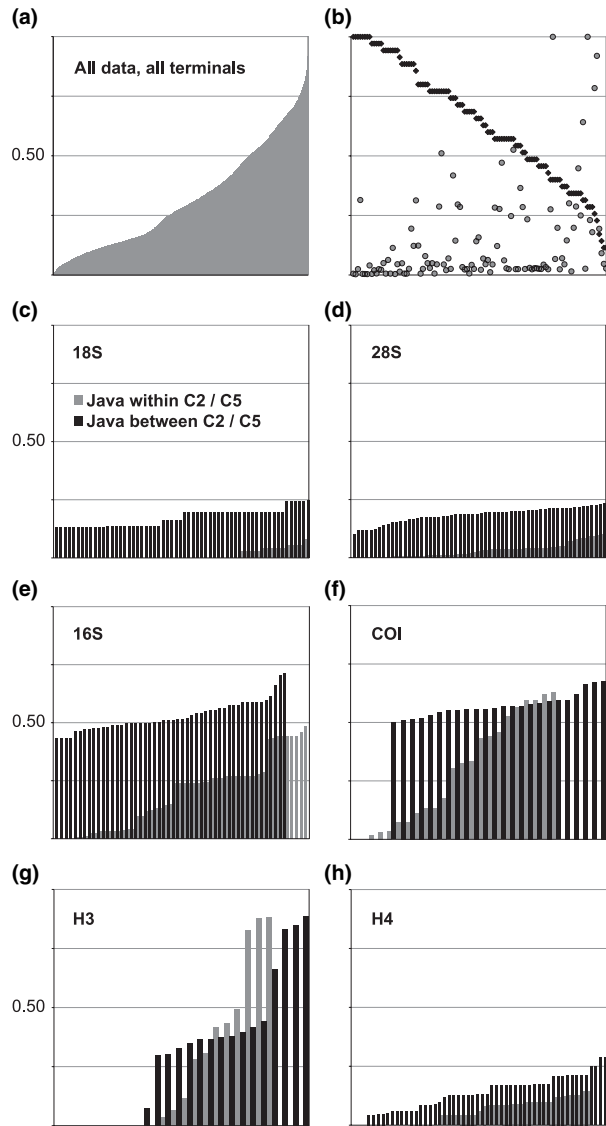 (a)
All data, all terminals
0.50
(b)
(c)
18S
Java within C2 / C5
Java between C2 / C5
0.50
(d)
28S
(e)
16S
0.50
(f)
COI
(g)
H3
0.50
(h)
H4